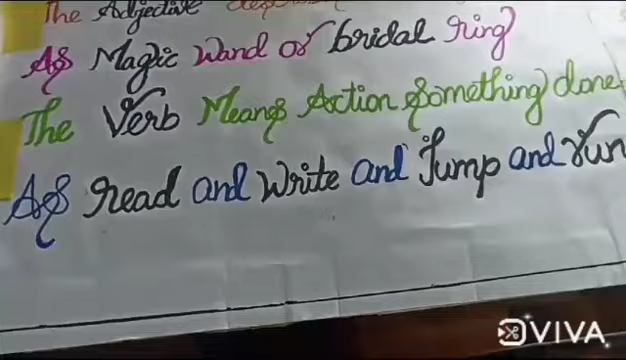 The Adjective
As Magic Wand or bridal ring
The Verb Means Action Something done
As read and Write and Jump and run
VIVA